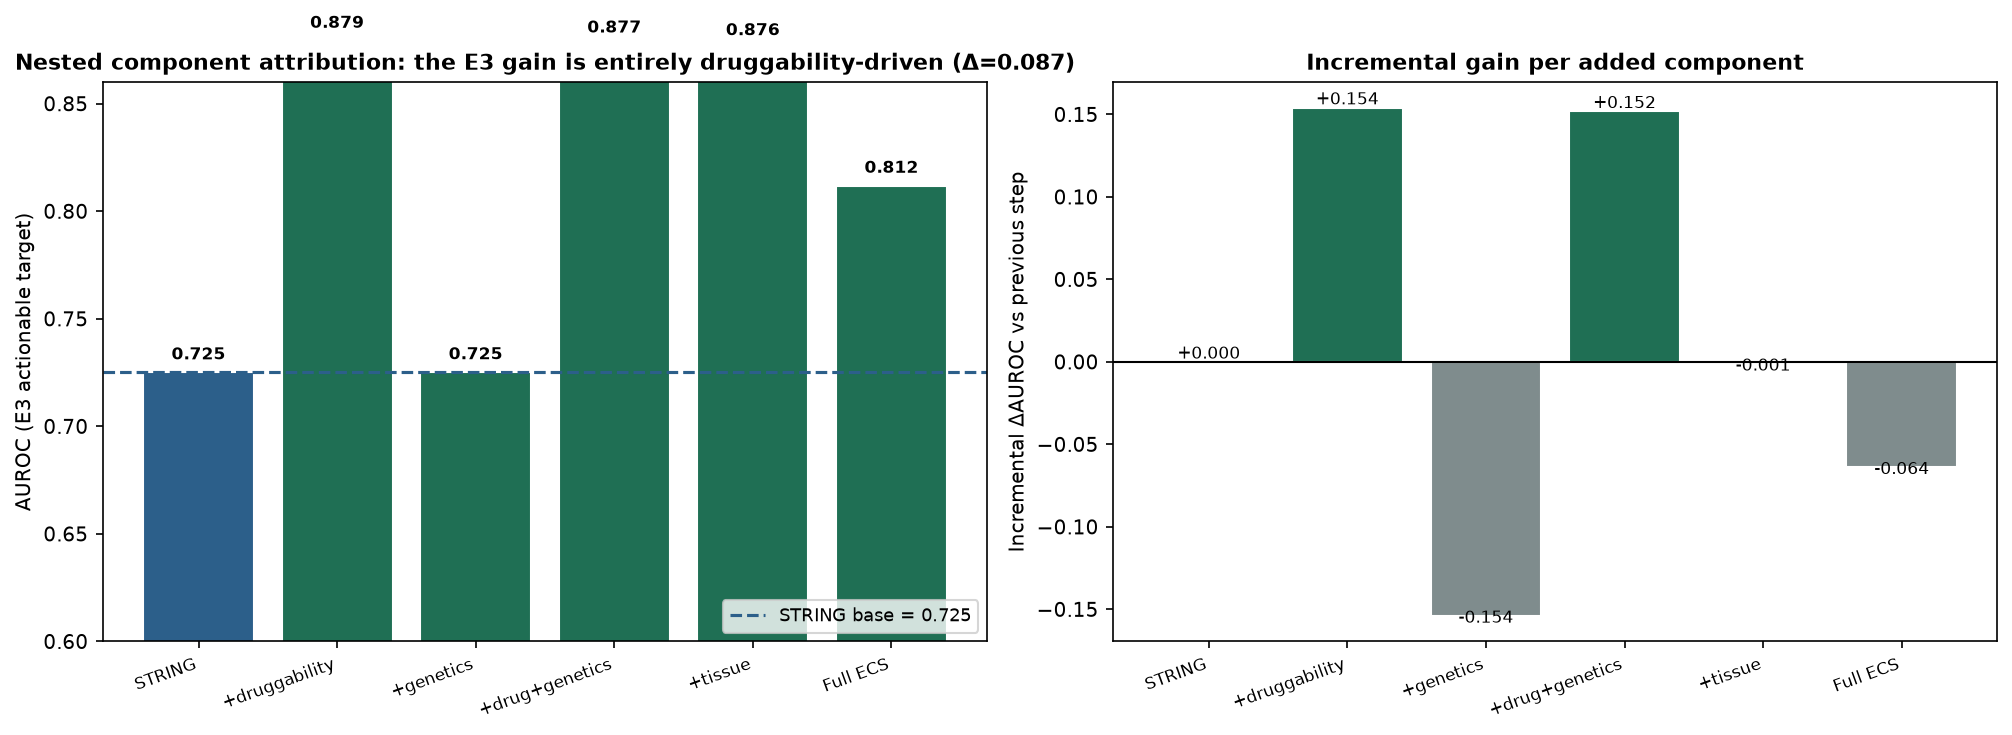 0.879
0.877
0.876
Nested component attribution: the E3 gain is entirely druggability-driven (Δ=0.087)
AUROC (E3 actionable target)
0.85
0.80
0.75
0.70
0.65
0.60
0.725
0.725
0.812
STRING base = 0.725
STRING
+druggability
+genetics
+drug+genetics
+tissue
Full ECS
Incremental gain per added component
Incremental ΔAUROC vs previous step
0.15
0.10
0.05
0.00
−0.05
−0.10
−0.15
+0.000
+0.154
-0.154
+0.152
-0.001
-0.064
STRING
+druggability
+genetics
+drug+genetics
+tissue
Full ECS